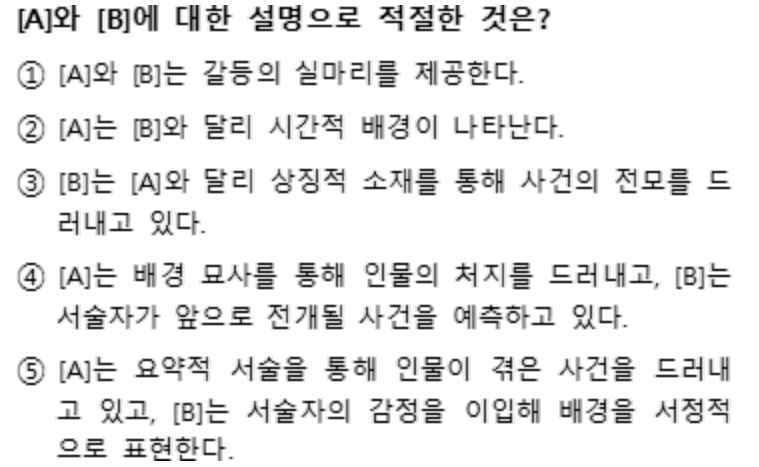 [A]와 [B]에 대한 설명으로 적절한 것은?
① [A]와 [B]는 갈등의 실마리를 제공한다.
② [A]는 [B]와 달리 시간적 배경이 나타난다.
③ [B]는 [A]와 달리 상징적 소재를 통해 사건의 전모를 드
러내고 있다.
④ [A]는 배경 묘사를 통해 인물의 처지를 드러내고, [B]는
서술자가 앞으로 전개될 사건을 예측하고 있다.
⑤ [A]는 요약적 서술을 통해 인물이 겪은 사건을 드러내
고 있고, [B]는 서술자의 감정을 이입해 배경을 서정적
으로 표현한다.